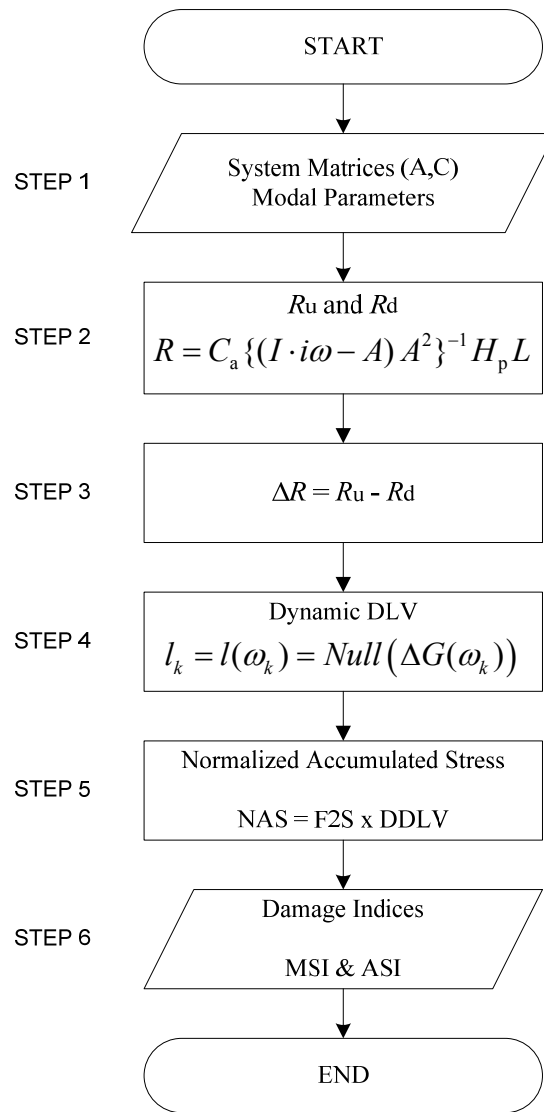 START
STEP 1
System Matrices (A,C)
Modal Parameters
STEP 2
Ru and Rd
R = Cₐ{(I·iω − A) A²}⁻¹ HₚL
STEP 3
ΔR = Ru - Rd
STEP 4
Dynamic DLV
lₖ = l(ωₖ) = Null(ΔG(ωₖ))
STEP 5
Normalized Accumulated Stress
NAS = F2S x DDLV
STEP 6
Damage Indices
MSI & ASI
END